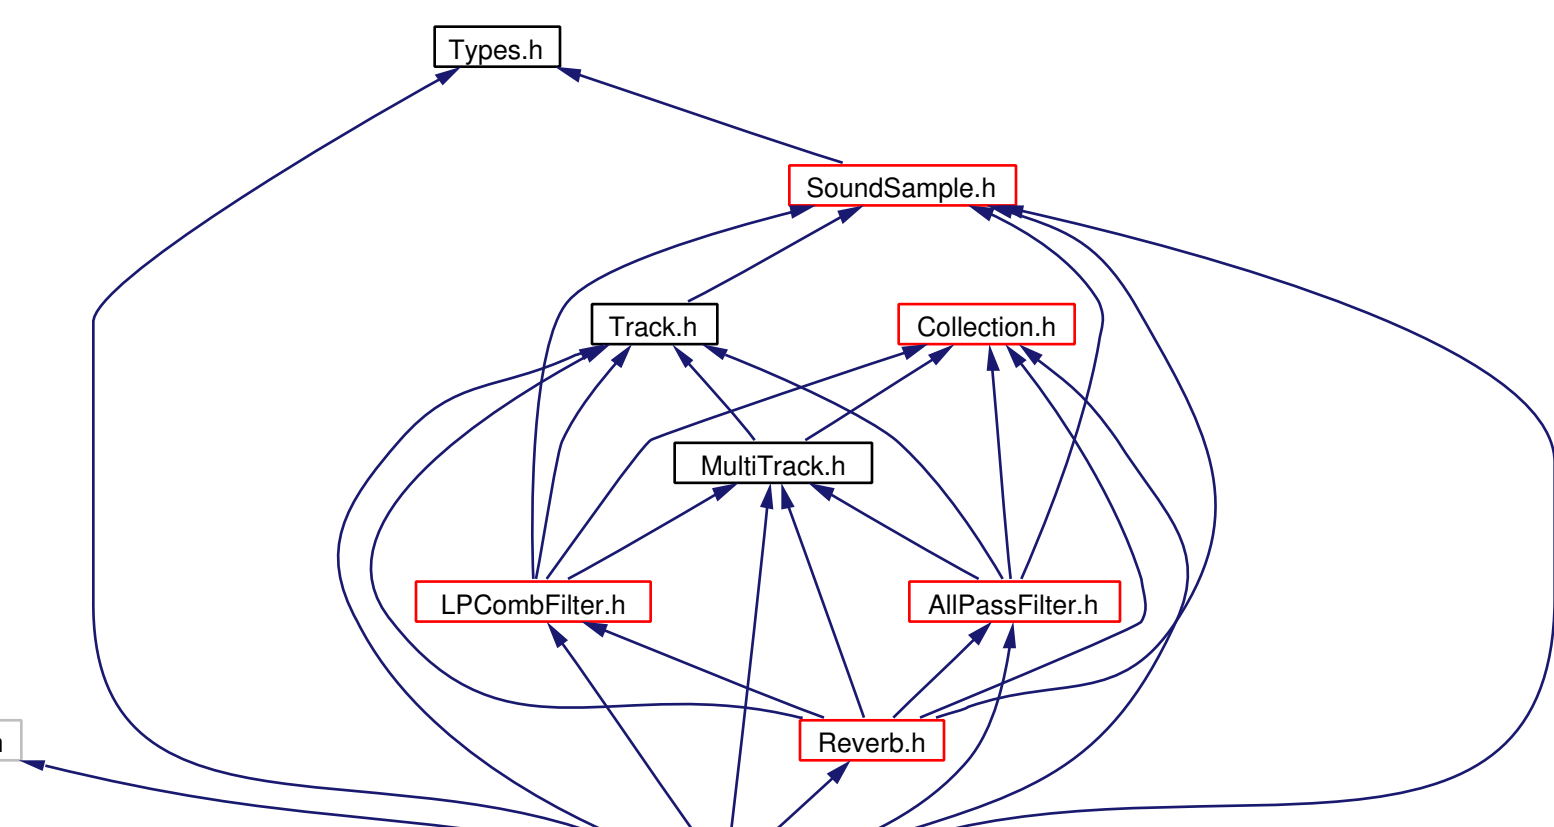 Types.h
SoundSample.h
Track.h
Collection.h
MultiTrack.h
LPCombFilter.h
AllPassFilter.h
Reverb.h